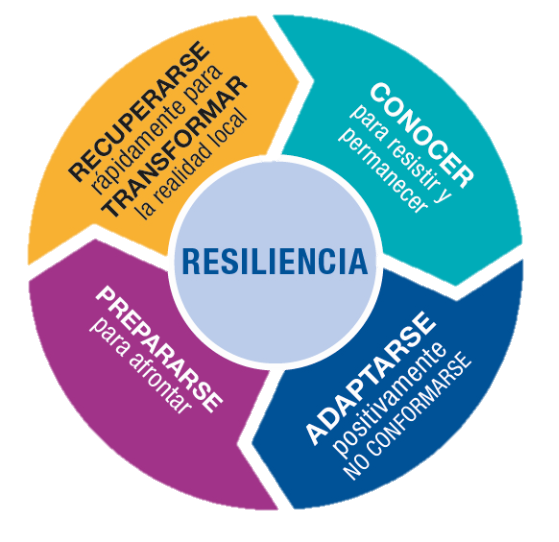 RECUPERARSE
rápidamente para
TRANSFORMAR
la realidad local
CONOCER
para resistir y
permanecer
RESILIENCIA
PREPARARSE
para afrontar
ADAPTARSE
positivamente
NO CONFORMARSE